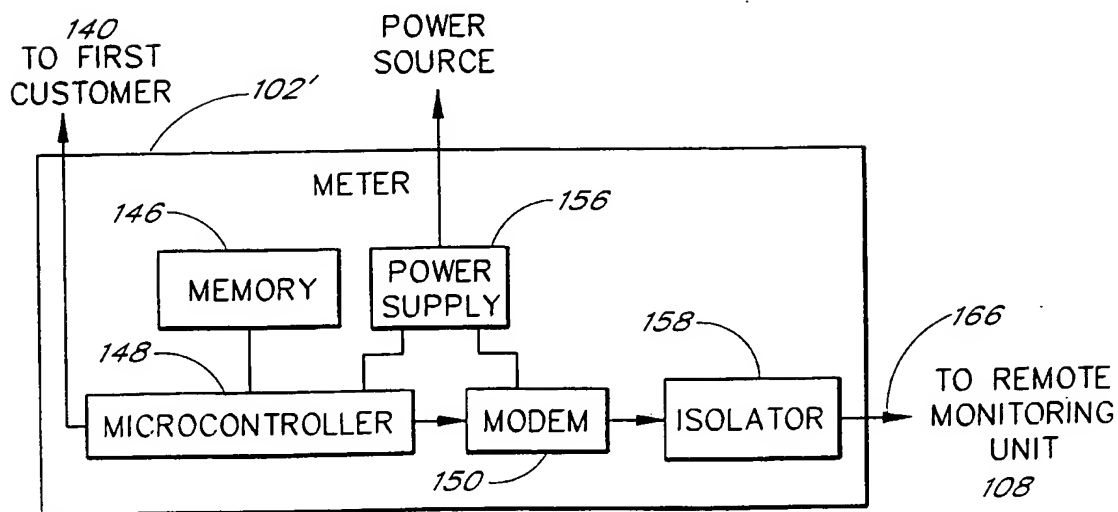 140
TO FIRST
CUSTOMER
102'
POWER
SOURCE
METER
146
156
MEMORY
POWER
SUPPLY
148
158
166
MICROCONTROLLER
MODEM
ISOLATOR
150
TO REMOTE
MONITORING
UNIT
108